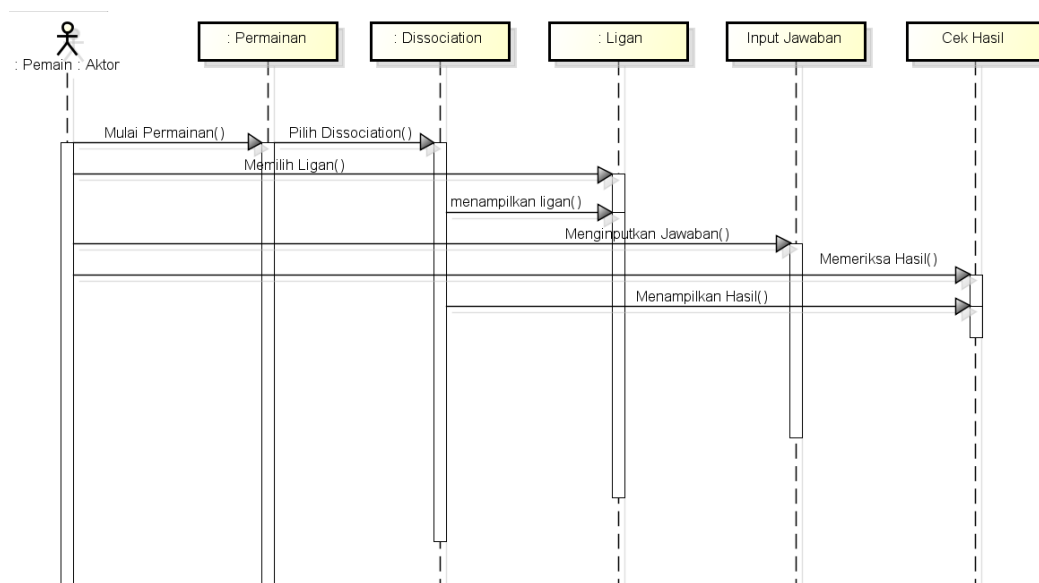 : Permainan
: Dissociation
: Ligan
Input Jawaban
Cek Hasil
: Pemain : Aktor
Mulai Permainan()
Pilih Dissociation()
Memilih Ligan()
menampilkan ligan()
Menginputkan Jawaban()
Memeriksa Hasil()
Menampilkan Hasil()